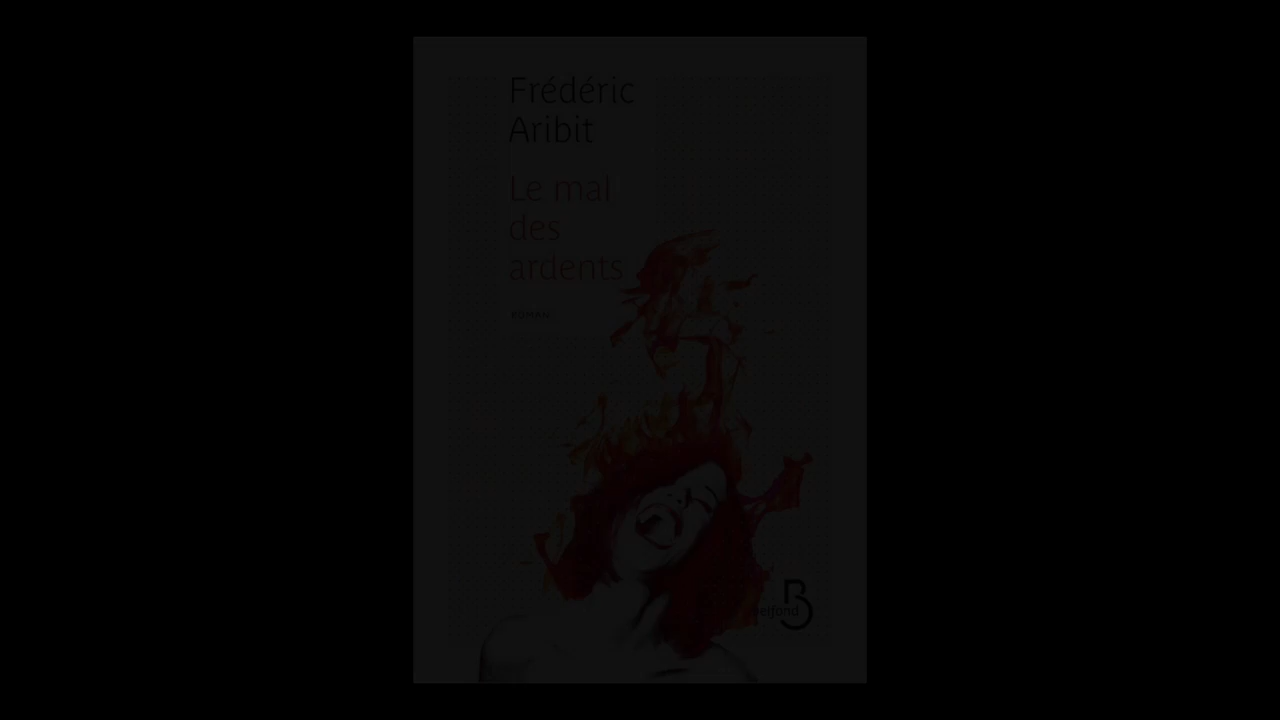 Frédéric
Aribit
Le mal
des
ardents
ROMAN
belfond